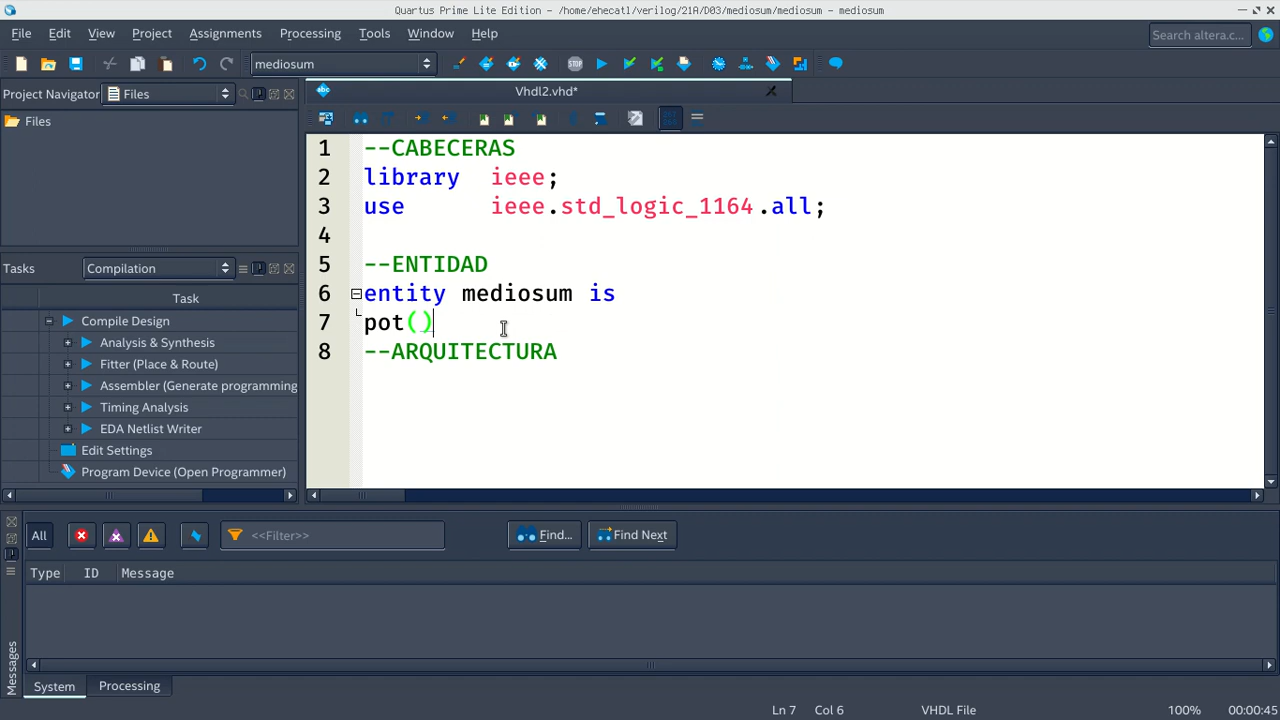 Quartus Prime Lite Edition - /home/ehecatl/verilog/21A/D03/mediosum/mediosum - mediosum
File Edit View Project Assignments Processing Tools Window Help
Search altera.c...
mediosum
Project Navigator Files
Vhdl2.vhd*
Files
1 --CABECERAS
2 library ieee;
3 use ieee.std_logic_1164.all;
4
5 --ENTIDAD
6 entity mediosum is
7 pot()
8 --ARQUITECTURA
Tasks Compilation
Task
Compile Design
Analysis & Synthesis
Fitter (Place & Route)
Assembler (Generate programming
Timing Analysis
EDA Netlist Writer
Edit Settings
Program Device (Open Programmer)
All <<Filter>> Find... Find Next
Type ID Message
Messages
System Processing
Ln 7 Col 6 VHDL File 100% 00:00:45